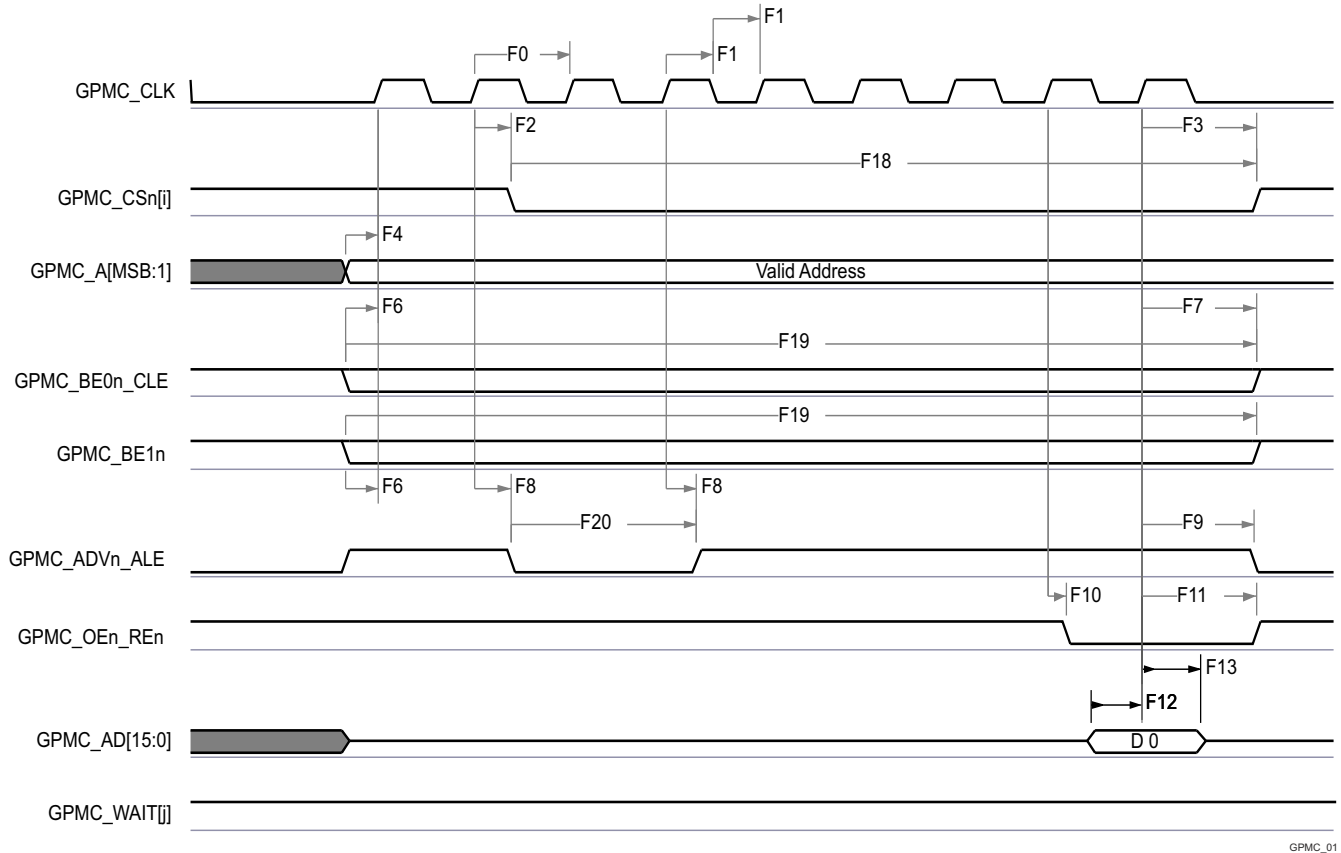 F1
F0
F1
GPMC_CLK
F2
F3
F18
GPMC_CSn[i]
F4
GPMC_A[MSB:1]
Valid Address
F6
F7
F19
GPMC_BE0n_CLE
F19
GPMC_BE1n
F6
F8
F8
F20
F9
GPMC_ADVn_ALE
F10
F11
GPMC_OEn_REn
F13
F12
GPMC_AD[15:0]
D 0
GPMC_WAIT[j]
GPMC_01